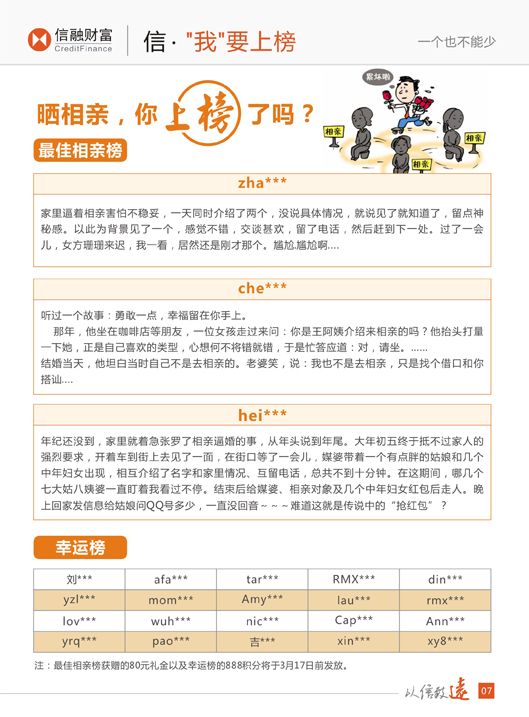 信融财富
CreditFinance
信·"我"要上榜
一个也不能少
晒相亲，你上榜了吗？
累坏啦
相亲
相亲
相亲
最佳相亲榜
zha***
家里逼着相亲害怕不稳妥，一天同时介绍了两个，没说具体情况，就说见了就知道了，留点神
秘感。以此为背景见了一个，感觉不错，交谈甚欢，留了电话，然后赶到下一处。过了一会
儿，女方珊珊来迟，我一看，居然还是刚才那个。尴尬.尴尬啊....
che***
听过一个故事：勇敢一点，幸福留在你手上。
那年，他坐在咖啡店等朋友，一位女孩走过来问：你是王阿姨介绍来相亲的吗？他抬头打量
一下她，正是自己喜欢的类型，心想何不将错就错，于是忙答应道：对，请坐。......
结婚当天，他坦白当时自己不是去相亲的。老婆笑，说：我也不是去相亲，只是找个借口和你
搭讪....
hei***
年纪还没到，家里就着急张罗了相亲逼婚的事，从年头说到年尾。大年初五终于抵不过家人的
强烈要求，开着车到街上去见了一面，在街口等了一会儿，媒婆带着一个有点胖的姑娘和几个
中年妇女出现，相互介绍了名字和家里情况、互留电话，总共不到十分钟。在这期间，哪几个
七大姑八姨婆一直盯着我看过不停。结束后给媒婆、相亲对象及几个中年妇女红包后走人。晚
上回家发信息给姑娘问QQ号多少，一直没回音～～～难道这就是传说中的“抢红包”？
幸运榜
刘*** afa*** tar*** RMX*** din***
yzl*** mom*** Amy*** lau*** rmx***
lov*** wuh*** nic*** Cap*** Ann***
yrq*** pao*** 吉*** xin*** xy8***
注：最佳相亲榜获赠的80元礼金以及幸运榜的888积分将于3月17日前发放。
以信致远
07